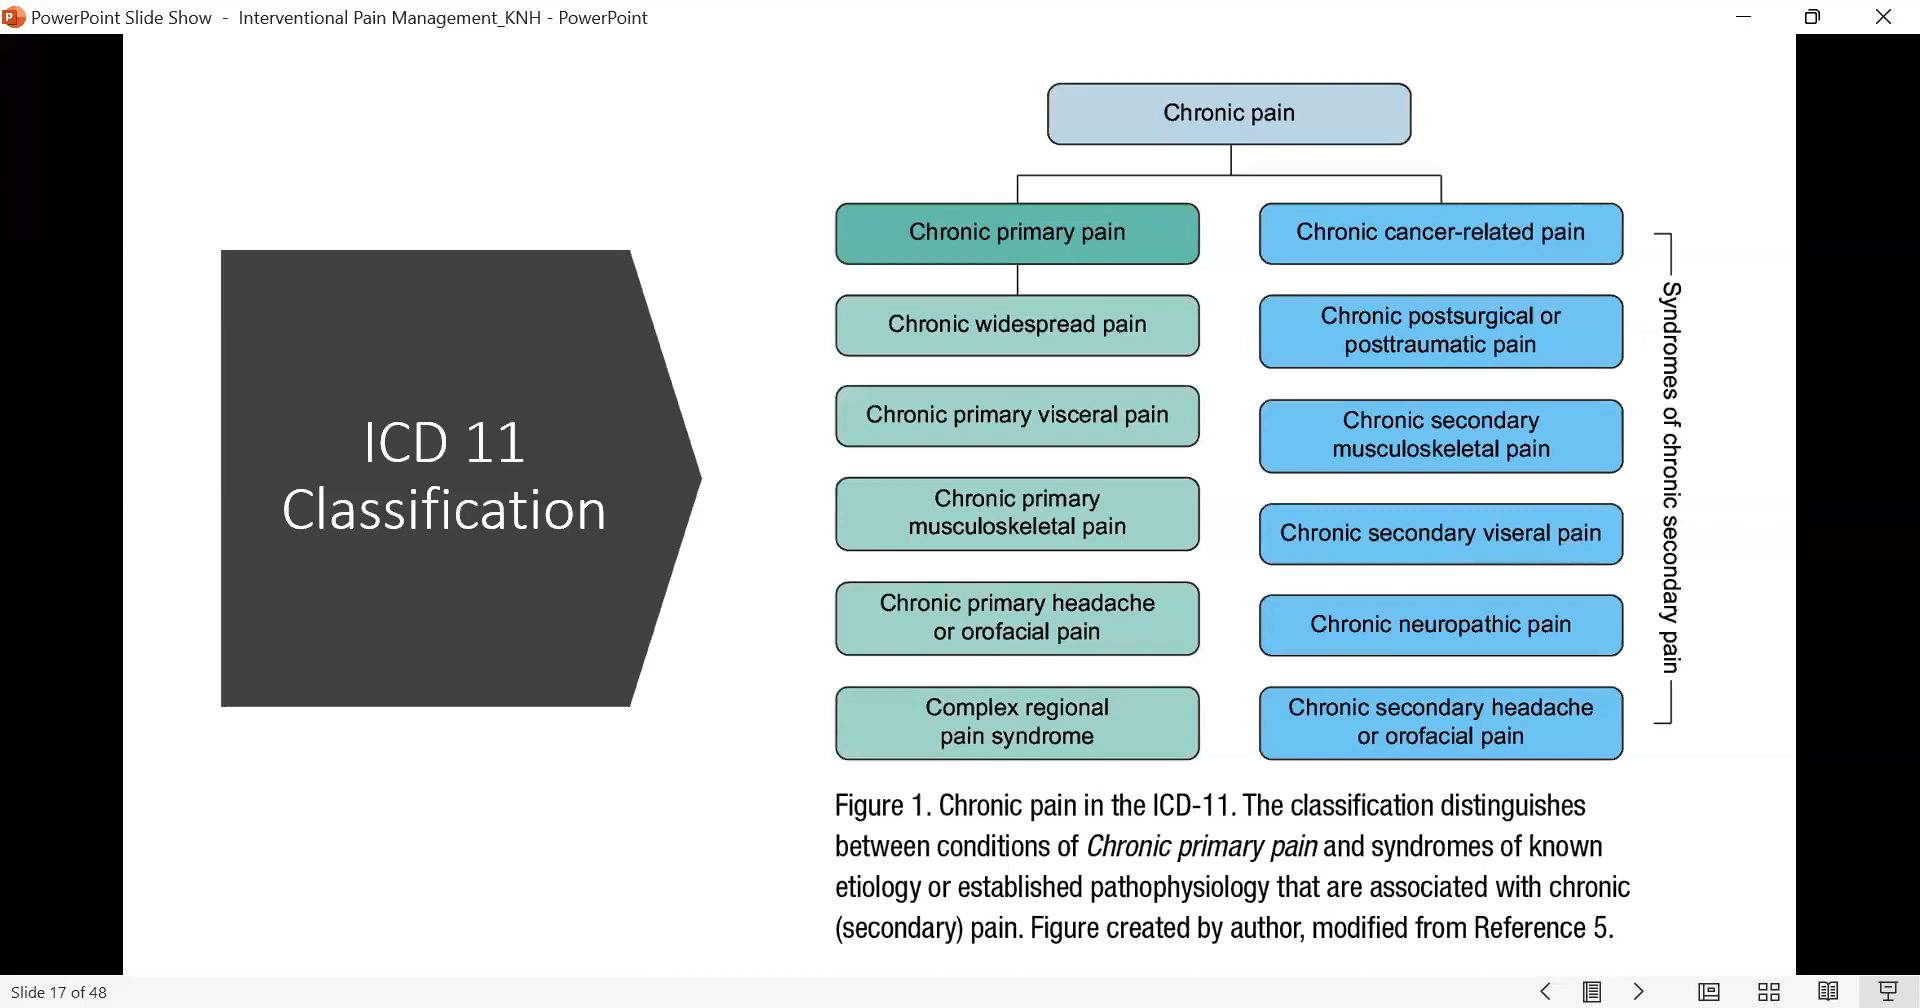 PowerPoint Slide Show - Interventional Pain Management_KNH - PowerPoint
ICD 11
Classification
Chronic pain
Chronic primary pain
Chronic widespread pain
Chronic primary visceral pain
Chronic primary
musculoskeletal pain
Chronic primary headache
or orofacial pain
Complex regional
pain syndrome
Chronic cancer-related pain
Chronic postsurgical or
posttraumatic pain
Chronic secondary
musculoskeletal pain
Chronic secondary viseral pain
Chronic neuropathic pain
Chronic secondary headache
or orofacial pain
Syndromes of chronic secondary pain
Figure 1. Chronic pain in the ICD-11. The classification distinguishes
between conditions of Chronic primary pain and syndromes of known
etiology or established pathophysiology that are associated with chronic
(secondary) pain. Figure created by author, modified from Reference 5.
Slide 17 of 48